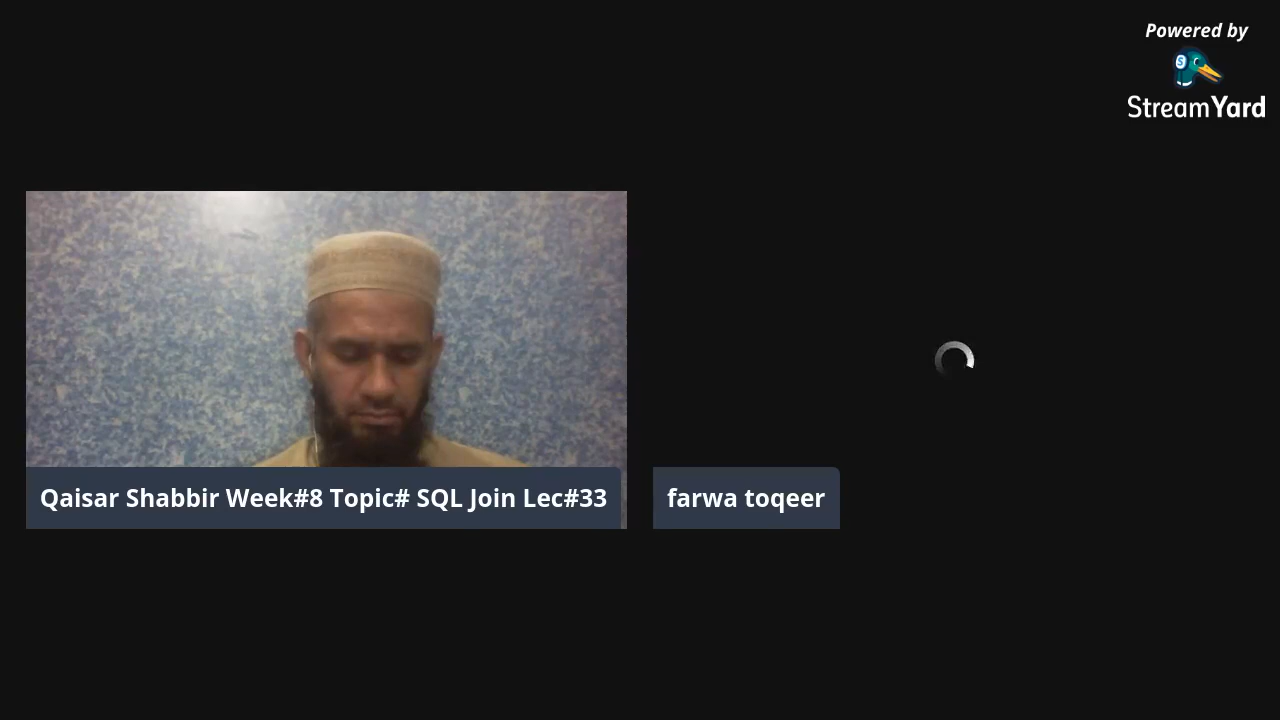 Powered by
StreamYard
Qaisar Shabbir Week#8 Topic# SQL Join Lec#33
farwa toqeer